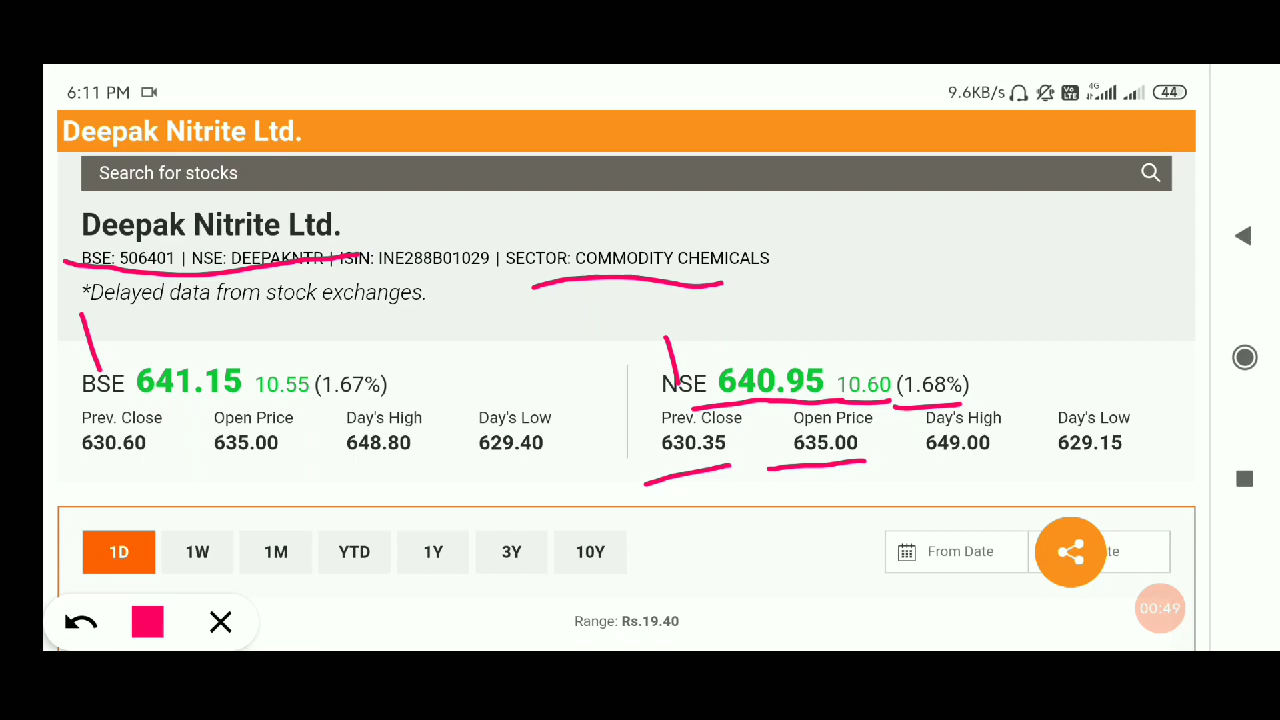 6:11 PM 9.6KB/s 4G Vo LTE 44
Deepak Nitrite Ltd.
Search for stocks
Deepak Nitrite Ltd.
BSE: 506401 | NSE: DEEPAKNTR | ISIN: INE288B01029 | SECTOR: COMMODITY CHEMICALS
*Delayed data from stock exchanges.
BSE 641.15 10.55 (1.67%)
Prev. Close Open Price Day's High Day's Low
630.60 635.00 648.80 629.40
NSE 640.95 10.60 (1.68%)
Prev. Close Open Price Day's High Day's Low
630.35 635.00 649.00 629.15
1D 1W 1M YTD 1Y 3Y 10Y From Date te
00:49
Range: Rs.19.40